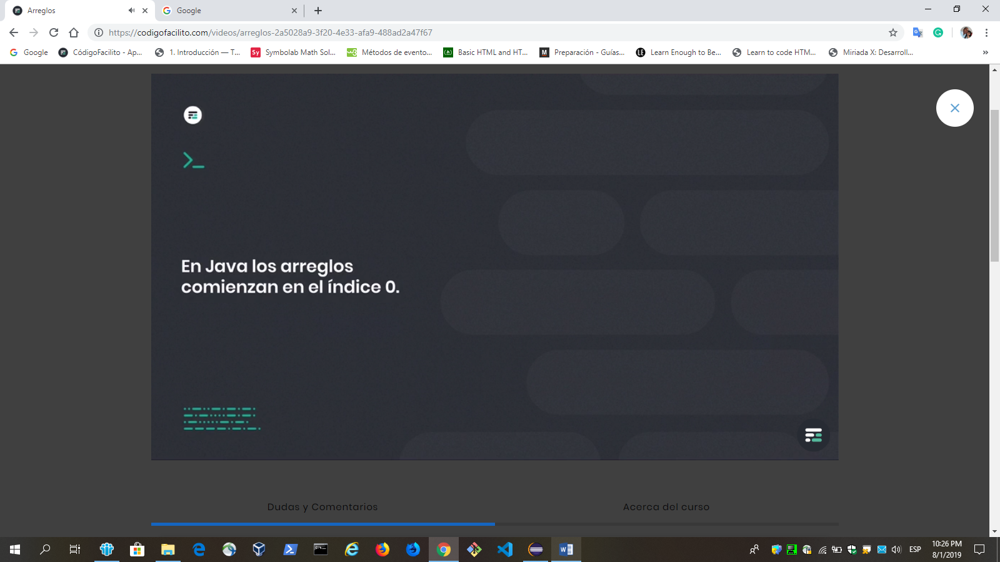 Arreglos
Google
https://codigofacilito.com/videos/arreglos-2a5028a9-3f20-4e33-afa9-488ad2a47f67
Google
CódigoFacilito - Ap...
1. Introducción — T...
Sy
Symbolab Math Sol...
w3
Métodos de evento...
Basic HTML and HT...
M
Preparación - Guías...
LE
Learn Enough to Be...
Learn to code HTM...
Miriada X: Desarroll...
»
En Java los arreglos
comienzan en el índice 0.
Dudas y Comentarios
Acerca del curso
ESP
10:26 PM
8/1/2019